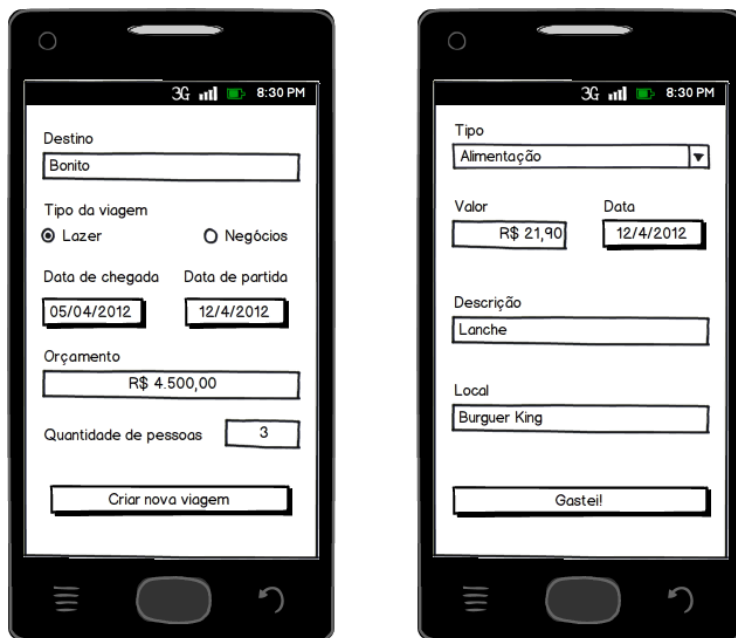 3G 8:30 PM
Destino
Bonito
Tipo da viagem
Lazer Negócios
Data de chegada Data de partida
05/04/2012 12/4/2012
Orçamento
R$ 4.500,00
Quantidade de pessoas 3
Criar nova viagem
3G 8:30 PM
Tipo
Alimentação
Valor Data
R$ 21,90 12/4/2012
Descrição
Lanche
Local
Burguer King
Gastei!